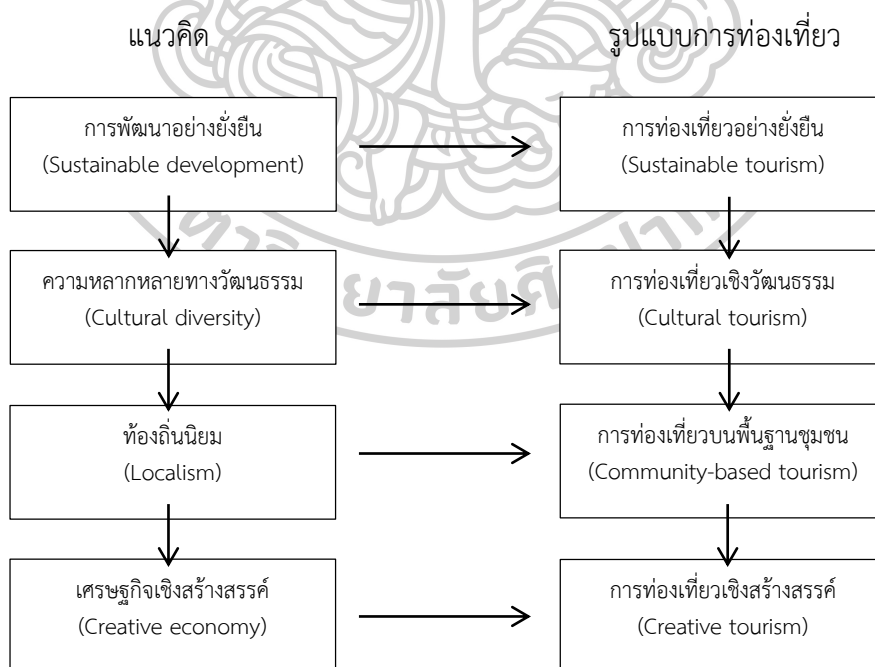 แนวคิด
รูปแบบการท่องเที่ยว
การพัฒนาอย่างยั่งยืน
(Sustainable development)
การท่องเที่ยวอย่างยั่งยืน
(Sustainable tourism)
ความหลากหลายทางวัฒนธรรม
(Cultural diversity)
การท่องเที่ยวเชิงวัฒนธรรม
(Cultural tourism)
ท้องถิ่นนิยม
(Localism)
การท่องเที่ยวบนพื้นฐานชุมชน
(Community-based tourism)
เศรษฐกิจเชิงสร้างสรรค์
(Creative economy)
การท่องเที่ยวเชิงสร้างสรรค์
(Creative tourism)